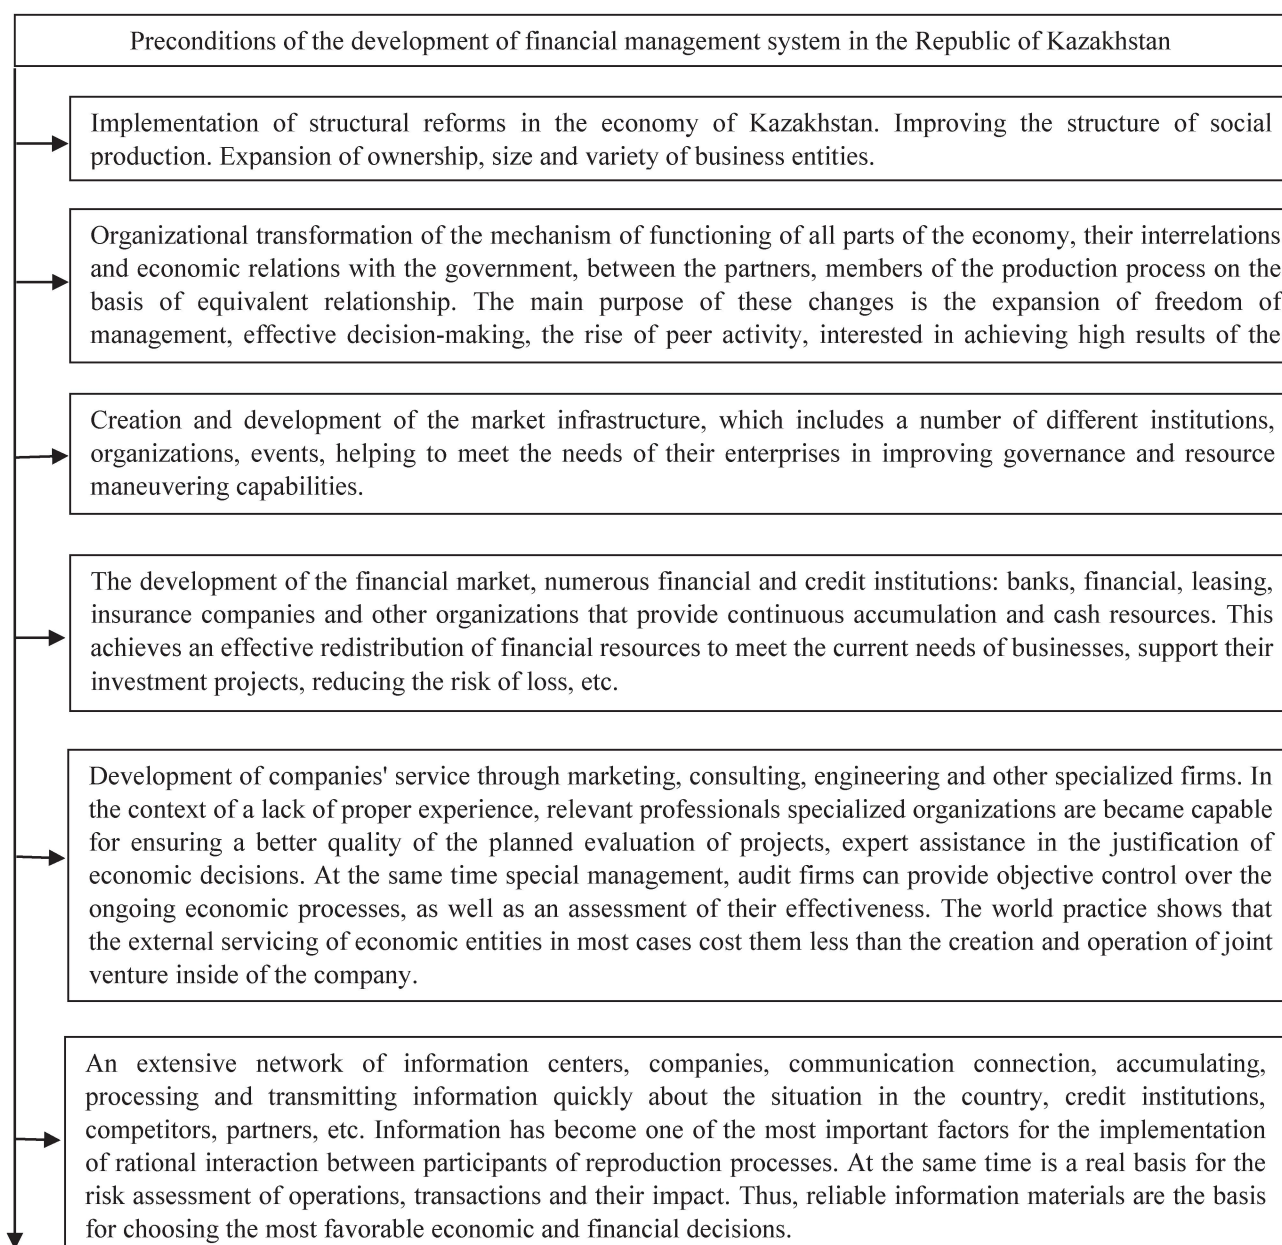 Preconditions of the development of financial management system in the Republic of Kazakhstan
Implementation of structural reforms in the economy of Kazakhstan. Improving the structure of social
production. Expansion of ownership, size and variety of business entities.
Organizational transformation of the mechanism of functioning of all parts of the economy, their interrelations
and economic relations with the government, between the partners, members of the production process on the
basis of equivalent relationship. The main purpose of these changes is the expansion of freedom of
management, effective decision-making, the rise of peer activity, interested in achieving high results of the
Creation and development of the market infrastructure, which includes a number of different institutions,
organizations, events, helping to meet the needs of their enterprises in improving governance and resource
maneuvering capabilities.
The development of the financial market, numerous financial and credit institutions: banks, financial, leasing,
insurance companies and other organizations that provide continuous accumulation and cash resources. This
achieves an effective redistribution of financial resources to meet the current needs of businesses, support their
investment projects, reducing the risk of loss, etc.
Development of companies' service through marketing, consulting, engineering and other specialized firms. In
the context of a lack of proper experience, relevant professionals specialized organizations are became capable
for ensuring a better quality of the planned evaluation of projects, expert assistance in the justification of
economic decisions. At the same time special management, audit firms can provide objective control over the
ongoing economic processes, as well as an assessment of their effectiveness. The world practice shows that
the external servicing of economic entities in most cases cost them less than the creation and operation of joint
venture inside of the company.
An extensive network of information centers, companies, communication connection, accumulating,
processing and transmitting information quickly about the situation in the country, credit institutions,
competitors, partners, etc. Information has become one of the most important factors for the implementation
of rational interaction between participants of reproduction processes. At the same time is a real basis for the
risk assessment of operations, transactions and their impact. Thus, reliable information materials are the basis
for choosing the most favorable economic and financial decisions.